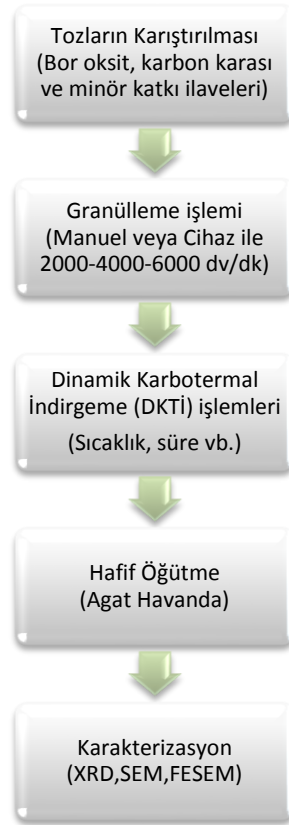 Tozların Karıştırılması
(Bor oksit, karbon karası
ve minör katkı ilaveleri)
Granülleme işlemi
(Manuel veya Cihaz ile
2000-4000-6000 dv/dk)
Dinamik Karbotermal
İndirgeme (DKTİ) işlemleri
(Sıcaklık, süre vb.)
Hafif Öğütme
(Agat Havanda)
Karakterizasyon
(XRD,SEM,FESEM)